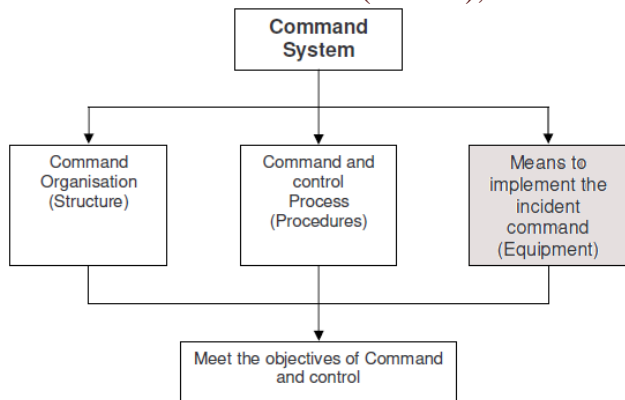 Command
System
Command
Organisation
(Structure)
Command and
control
Process
(Procedures)
Means to
implement the
incident
command
(Equipment)
Meet the objectives of Command
and control